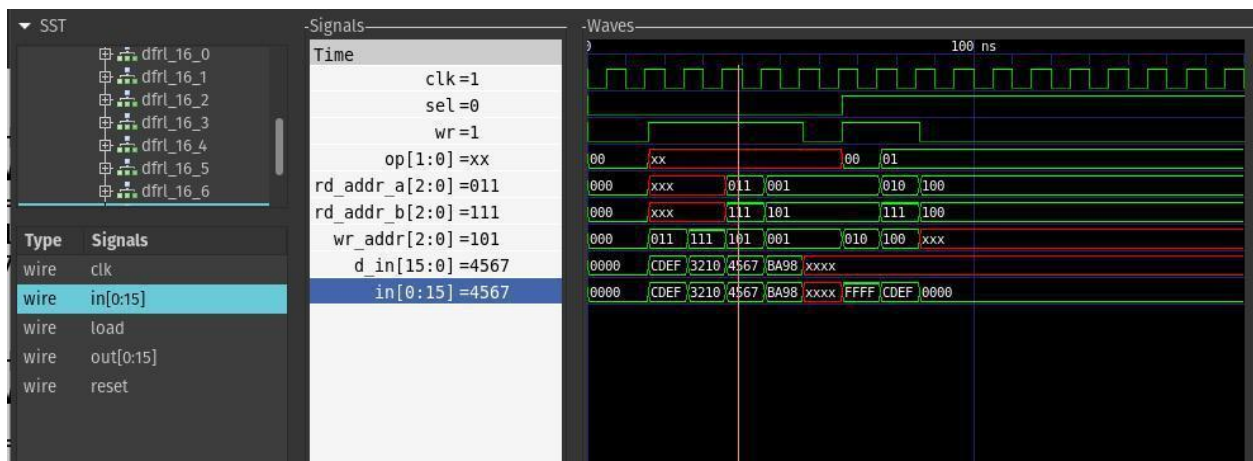 SST
dfrl_16_0
dfrl_16_1
dfrl_16_2
dfrl_16_3
dfrl_16_4
dfrl_16_5
dfrl_16_6
Type Signals
wire clk
wire in[0:15]
wire load
wire out[0:15]
wire reset
Signals
Time
clk=1
sel=0
wr=1
op[1:0]=xx
rd_addr_a[2:0]=011
rd_addr_b[2:0]=111
wr_addr[2:0]=101
d_in[15:0]=4567
in[0:15]=4567
Waves
100 ns
00 xx 00 01
000 xxx 011 001 010 100
000 xxx 111 101 111 100
000 011 111 101 001 010 100 xxx
0000 CDEF 3210 4567 BA98 xxxx
0000 CDEF 3210 4567 BA98 xxxx FFFF CDEF 0000